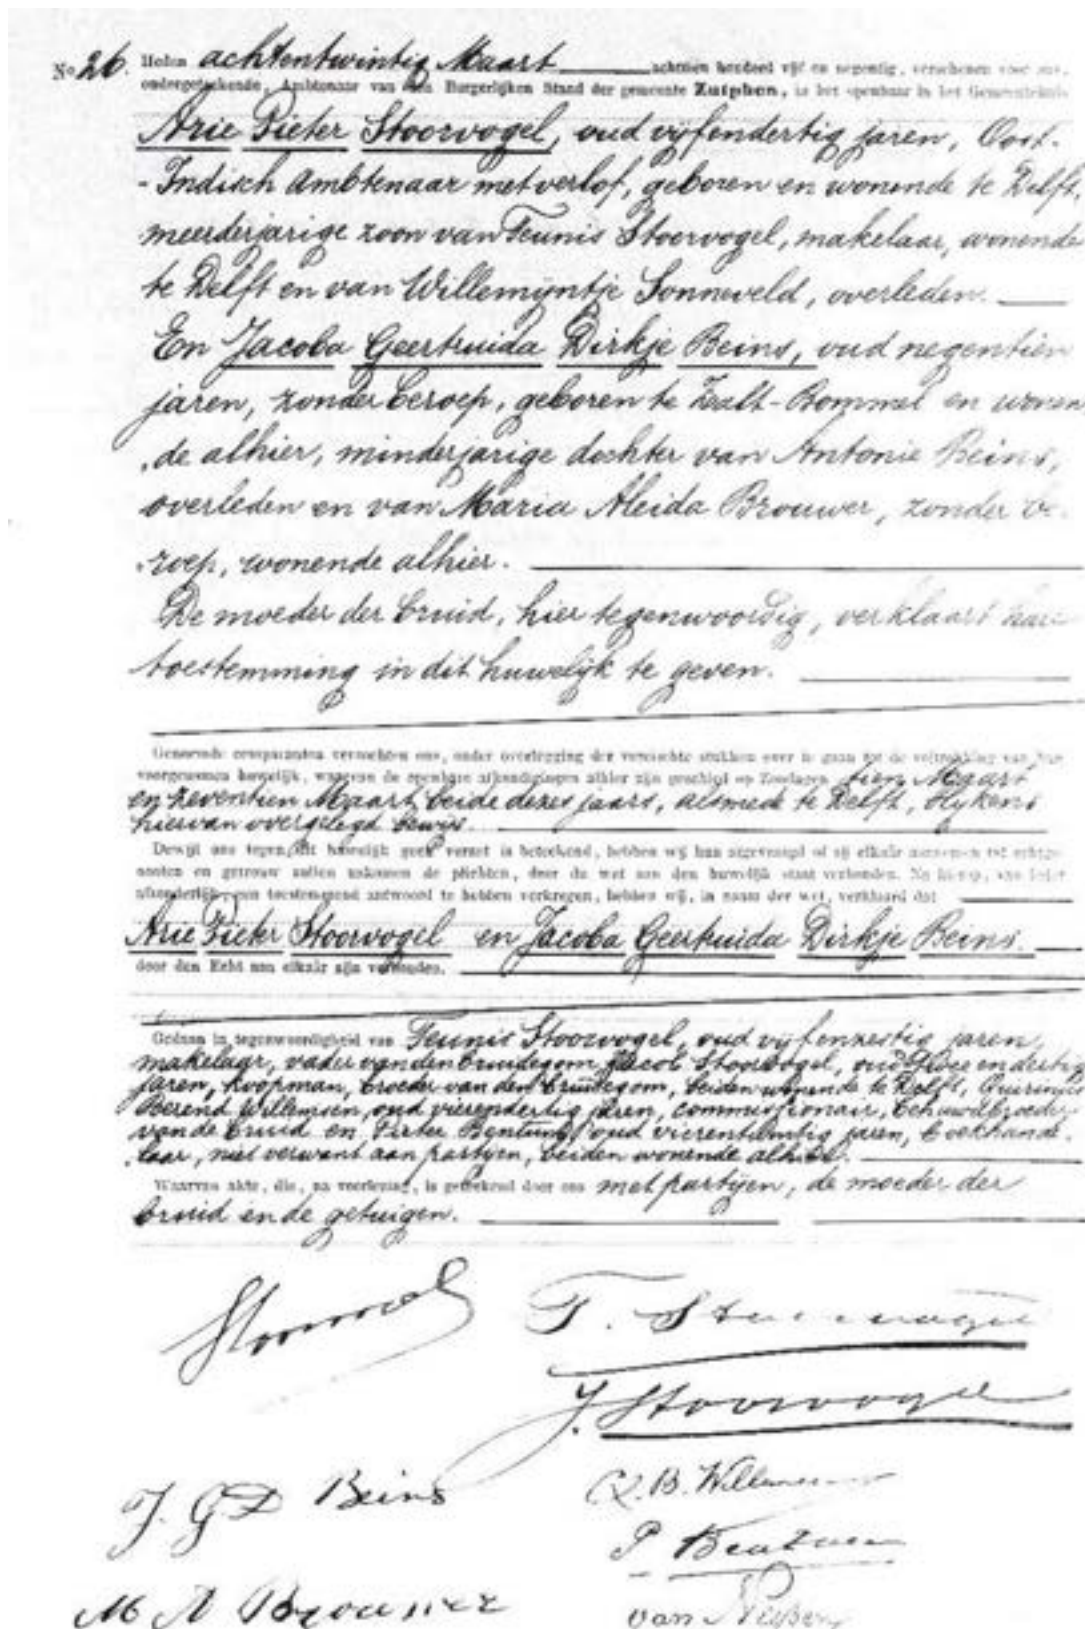 No 26. Heden achtentwintig Maart achttien honderd vijf en negentig, verschenen voor ons,
ondergeteekende, Ambtenaar van den Burgerlijken Stand der gemeente Zutphen, in het openbaar in het Gemeentehuis
Arie Pieter Stoorvogel, oud vijfendertig jaren, Oost-
-Indisch Ambtenaar met verlof, geboren en wonende te Delft,
meerderjarige zoon van Teunis Stoorvogel, makelaar, wonende
te Delft en van Willemijntje Sonneveld, overleden.
En Jacoba Geertruida Dirkje Beins, oud negentien
jaren, zonder beroep, geboren te Zalt-Bommel en wonen
de alhier, minderjarige dochter van Antonie Beins,
overleden en van Maria Aleida Brouwer, zonder be-
roep, wonende alhier.
De moeder der bruid, hier tegenwoordig, verklaart hare
toestemming in dit huwelijk te geven.
Genoemde comparanten verzochten ons, onder overlegging der vereischte stukken over te gaan tot de voltrekking van hun
voorgenomen huwelijk, waarvan de openbare afkondigingen alhier zijn geschied op Zondagen tien Maart
en zeventien Maart, beide dezes jaars, alsmede te Delft, blijkens
hiervan overgelegd bewijs.
Dewijl ons tegen dit huwelijk geen verzet is beteekend, hebben wij hun afgevraagd of zij elkair aannemen tot echtge-
nooten en getrouw zullen nakomen de plichten, door de wet aan den huwelijk staat verbonden. Na hierop, van ieder
afzonderlijk, een toestemmend antwoord te hebben verkregen, hebben wij, in naam der wet, verklaard dat
Arie Pieter Stoorvogel en Jacoba Geertruida Dirkje Beins.
door den Echt aan elkair zijn verbonden.
Gedaan in tegenwoordigheid van Teunis Stoorvogel, oud vijfenzestig jaren,
makelaar, vader van den bruidegom, Jacob Stoorvogel, oud twee en dertig
jaren, koopman, broeder van den bruidegom, beiden wonende te Delft, Quirinus
Berend Willemsen, oud vierendertig jaren, commissionair, behuwdbroeder
van de bruid en Pieter oud vierentwintig jaren, boekhande-
laar, niet verwant aan partijen, beiden wonende alhier.
Waarvan akte, die, na voorlezing, is geteekend door ons met partijen, de moeder der
bruid en de getuigen.
Stoorvogel
T. Stoorvogel
J. Stoorvogel
J. G. D Beins
Q. B. Willemsen
P
M A Brouwer
van